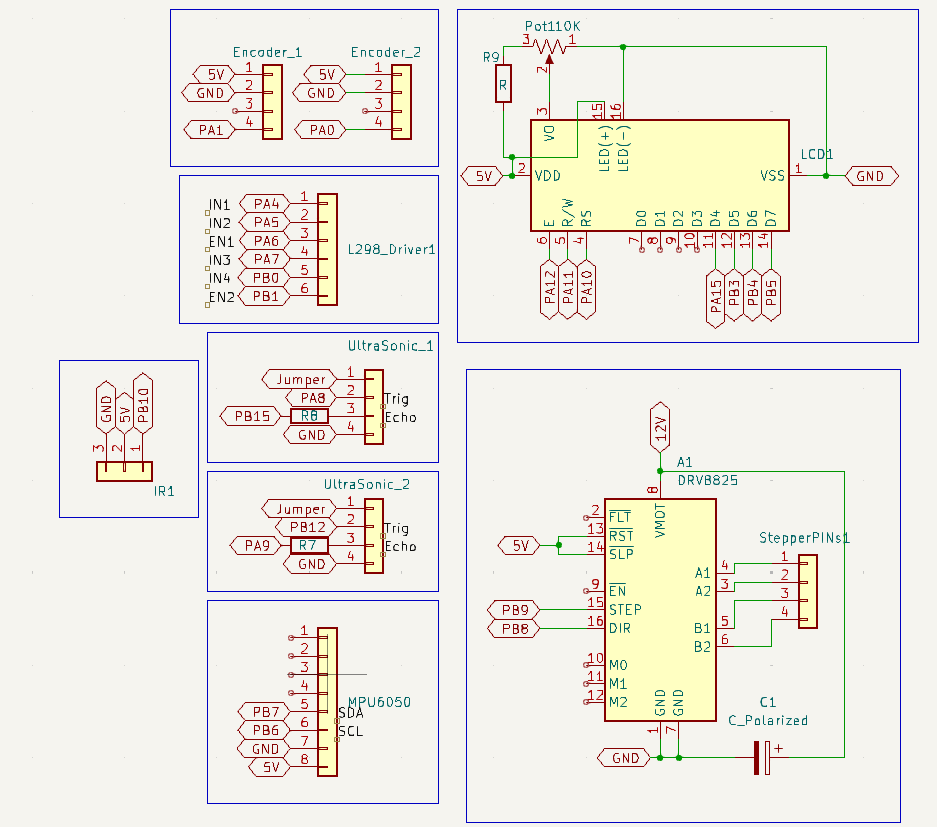 Encoder_1
5V 1
GND 2
3
PA1 4
Encoder_2
5V 1
GND 2
3
PA0 4
IN1 PA4 1
IN2 PA5 2
EN1 PA6 3
IN3 PA7 4
IN4 PB0 5
EN2 PB1 6
L298_Driver1
UltraSonic_1
Jumper 1
PA8 2 Trig
PB15 R8 3 Echo
GND 4
UltraSonic_2
Jumper 1
PB12 2 Trig
PA9 R7 3 Echo
GND 4
GND 5V PB10
3 2 1
IR1
1
2
3
4
MPU6050
PB7 5 SDA
PB6 6 SCL
GND 7
5V 8
Pot110K
3 1
2
R9
R
3 15 16
VO LED(+) LED(-)
LCD1
5V 2 VDD
VSS 1 GND
E R/W RS D0 D1 D2 D3 D4 D5 D6 D7
6 5 4 7 8 9 10 11 12 13 14
PA12 PA11 PA10 PA15 PB3 PB4 PB5
12V
A1
DRV8825
8
VMOT
2 FLT
13 RST
5V
14 SLP
9 EN
PB9 15 STEP
PB8 16 DIR
10 M0
11 M1
12 M2
A1 4
A2 3
B1 5
B2 6
StepperPINs1
1
2
3
4
GND GND
1 7
GND
C1
C_Polarized
+